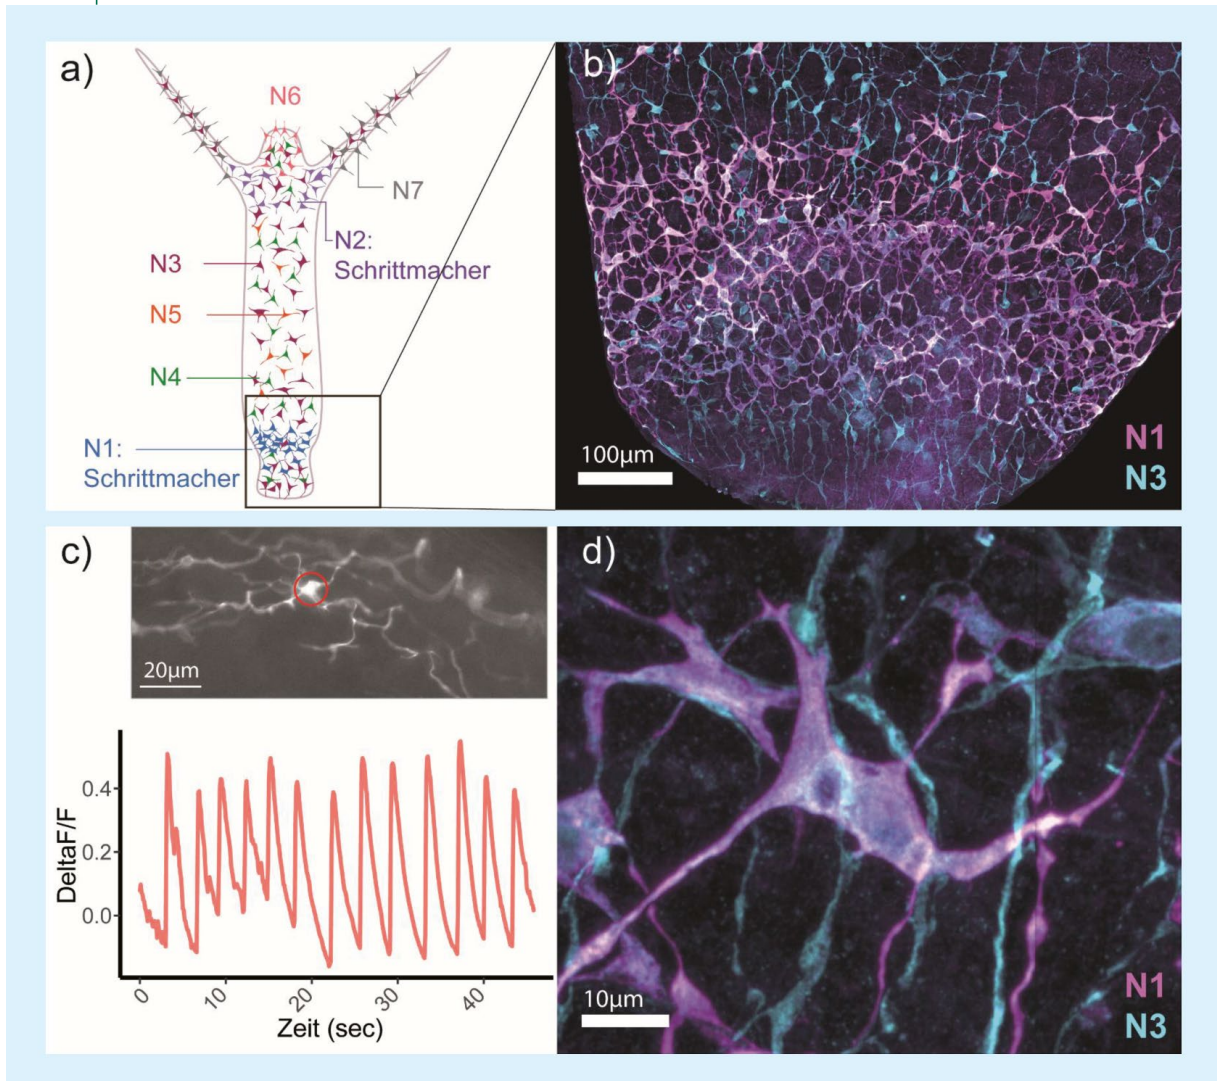 a)
N6
N7
N2:
Schrittmacher
N3
N5
N4
N1:
Schrittmacher
b)
100µm
N1
N3
c)
20µm
DeltaF/F
0.4
0.2
0.0
0
10
20
30
40
Zeit (sec)
d)
10µm
N1
N3